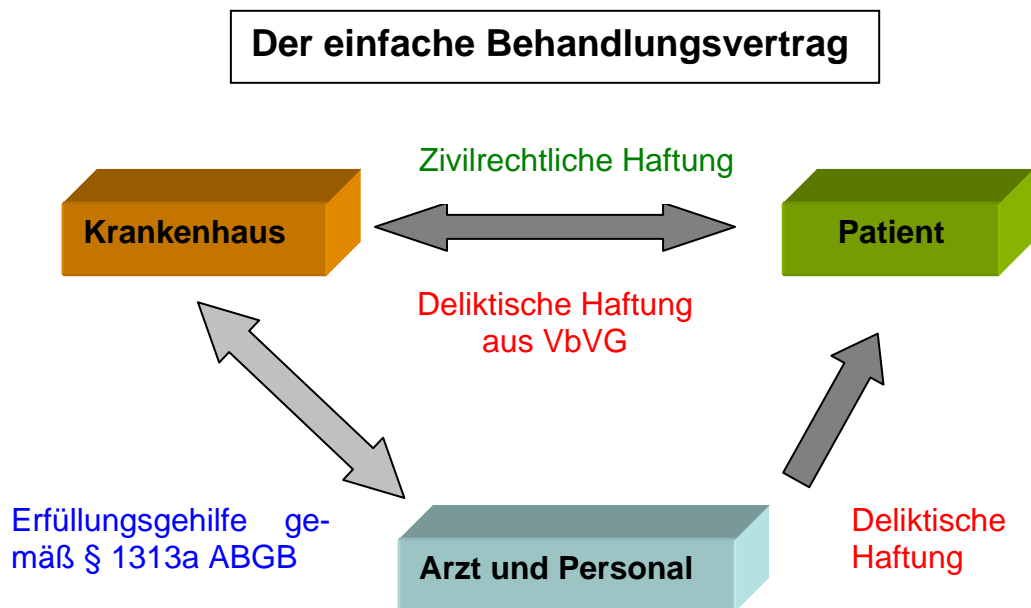 Der einfache Behandlungsvertrag
Zivilrechtliche Haftung
Krankenhaus
Patient
Deliktische Haftung
aus VbVG
Erfüllungsgehilfe ge-
mäß § 1313a ABGB
Arzt und Personal
Deliktische
Haftung